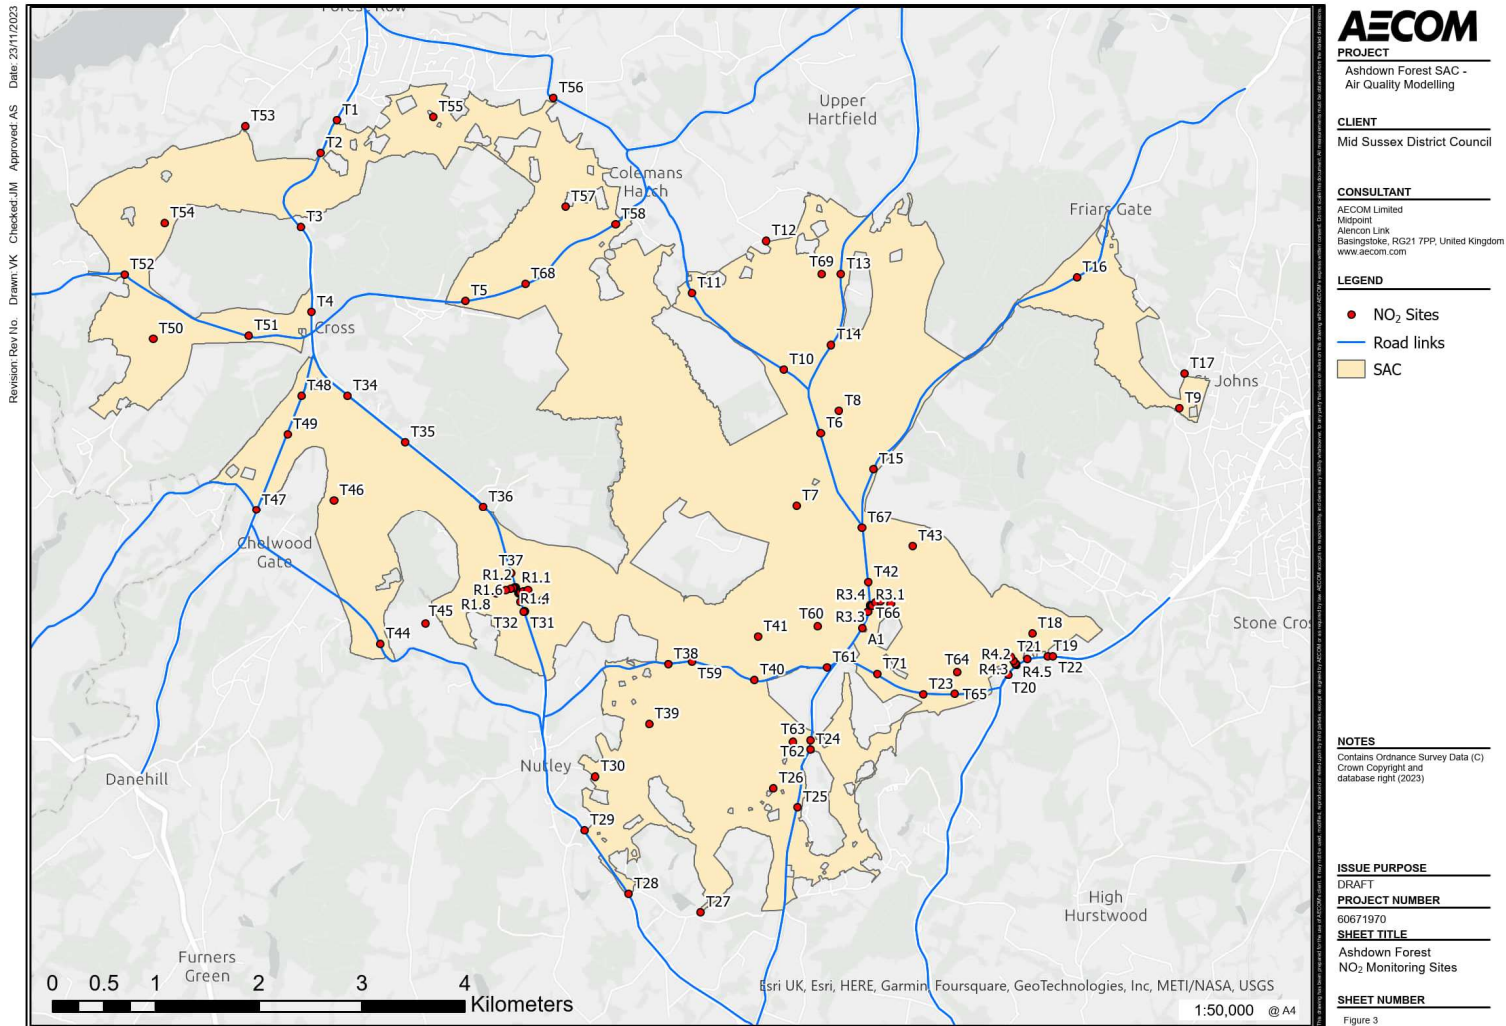 Revision: Rev No.   Drawn: VK   Checked: JM   Approved: AS   Date: 23/11/2023
Forest Row
T56
T1
T55
T53
T2
Upper
Hartfield
Colemans
Hatch
T57
T54
T58
T3
Friars Gate
T12
T52
T69
T13
T16
T68
T11
T5
T4
Cross
T51
T50
T14
T10
T17
St Johns
T48
T34
T8
T9
T49
T35
T6
T15
T46
T36
T7
T47
T67
Chelwood
Gate
T43
T37
R1.2
R1.1
T42
R1.6
R1.4
R3.4
R3.1
R1.8
T66
T45
T32
T31
T60
R3.3
T41
A1
T18
Stone Cros
T44
T38
T61
T21
T19
R4.2
T59
T40
T71
T64
R4.3
R4.5
T22
T20
T23
T65
T39
T63
T24
T62
Nutley
T30
T26
Danehill
T25
T29
T28
T27
High
Hurstwood
Furners
Green
0 0.5 1 2 3 4
Kilometers
Esri UK, Esri, HERE, Garmin, Foursquare, GeoTechnologies, Inc, METI/NASA, USGS
1:50,000 @ A4
AECOM
PROJECT
Ashdown Forest SAC -
Air Quality Modelling
CLIENT
Mid Sussex District Council
CONSULTANT
AECOM Limited
Midpoint
Alencon Link
Basingstoke, RG21 7PP, United Kingdom
www.aecom.com
LEGEND
NO₂ Sites
Road links
SAC
NOTES
Contains Ordnance Survey Data (C)
Crown Copyright and
database right (2023)
ISSUE PURPOSE
DRAFT
PROJECT NUMBER
60671970
SHEET TITLE
Ashdown Forest
NO₂ Monitoring Sites
SHEET NUMBER
Figure 3